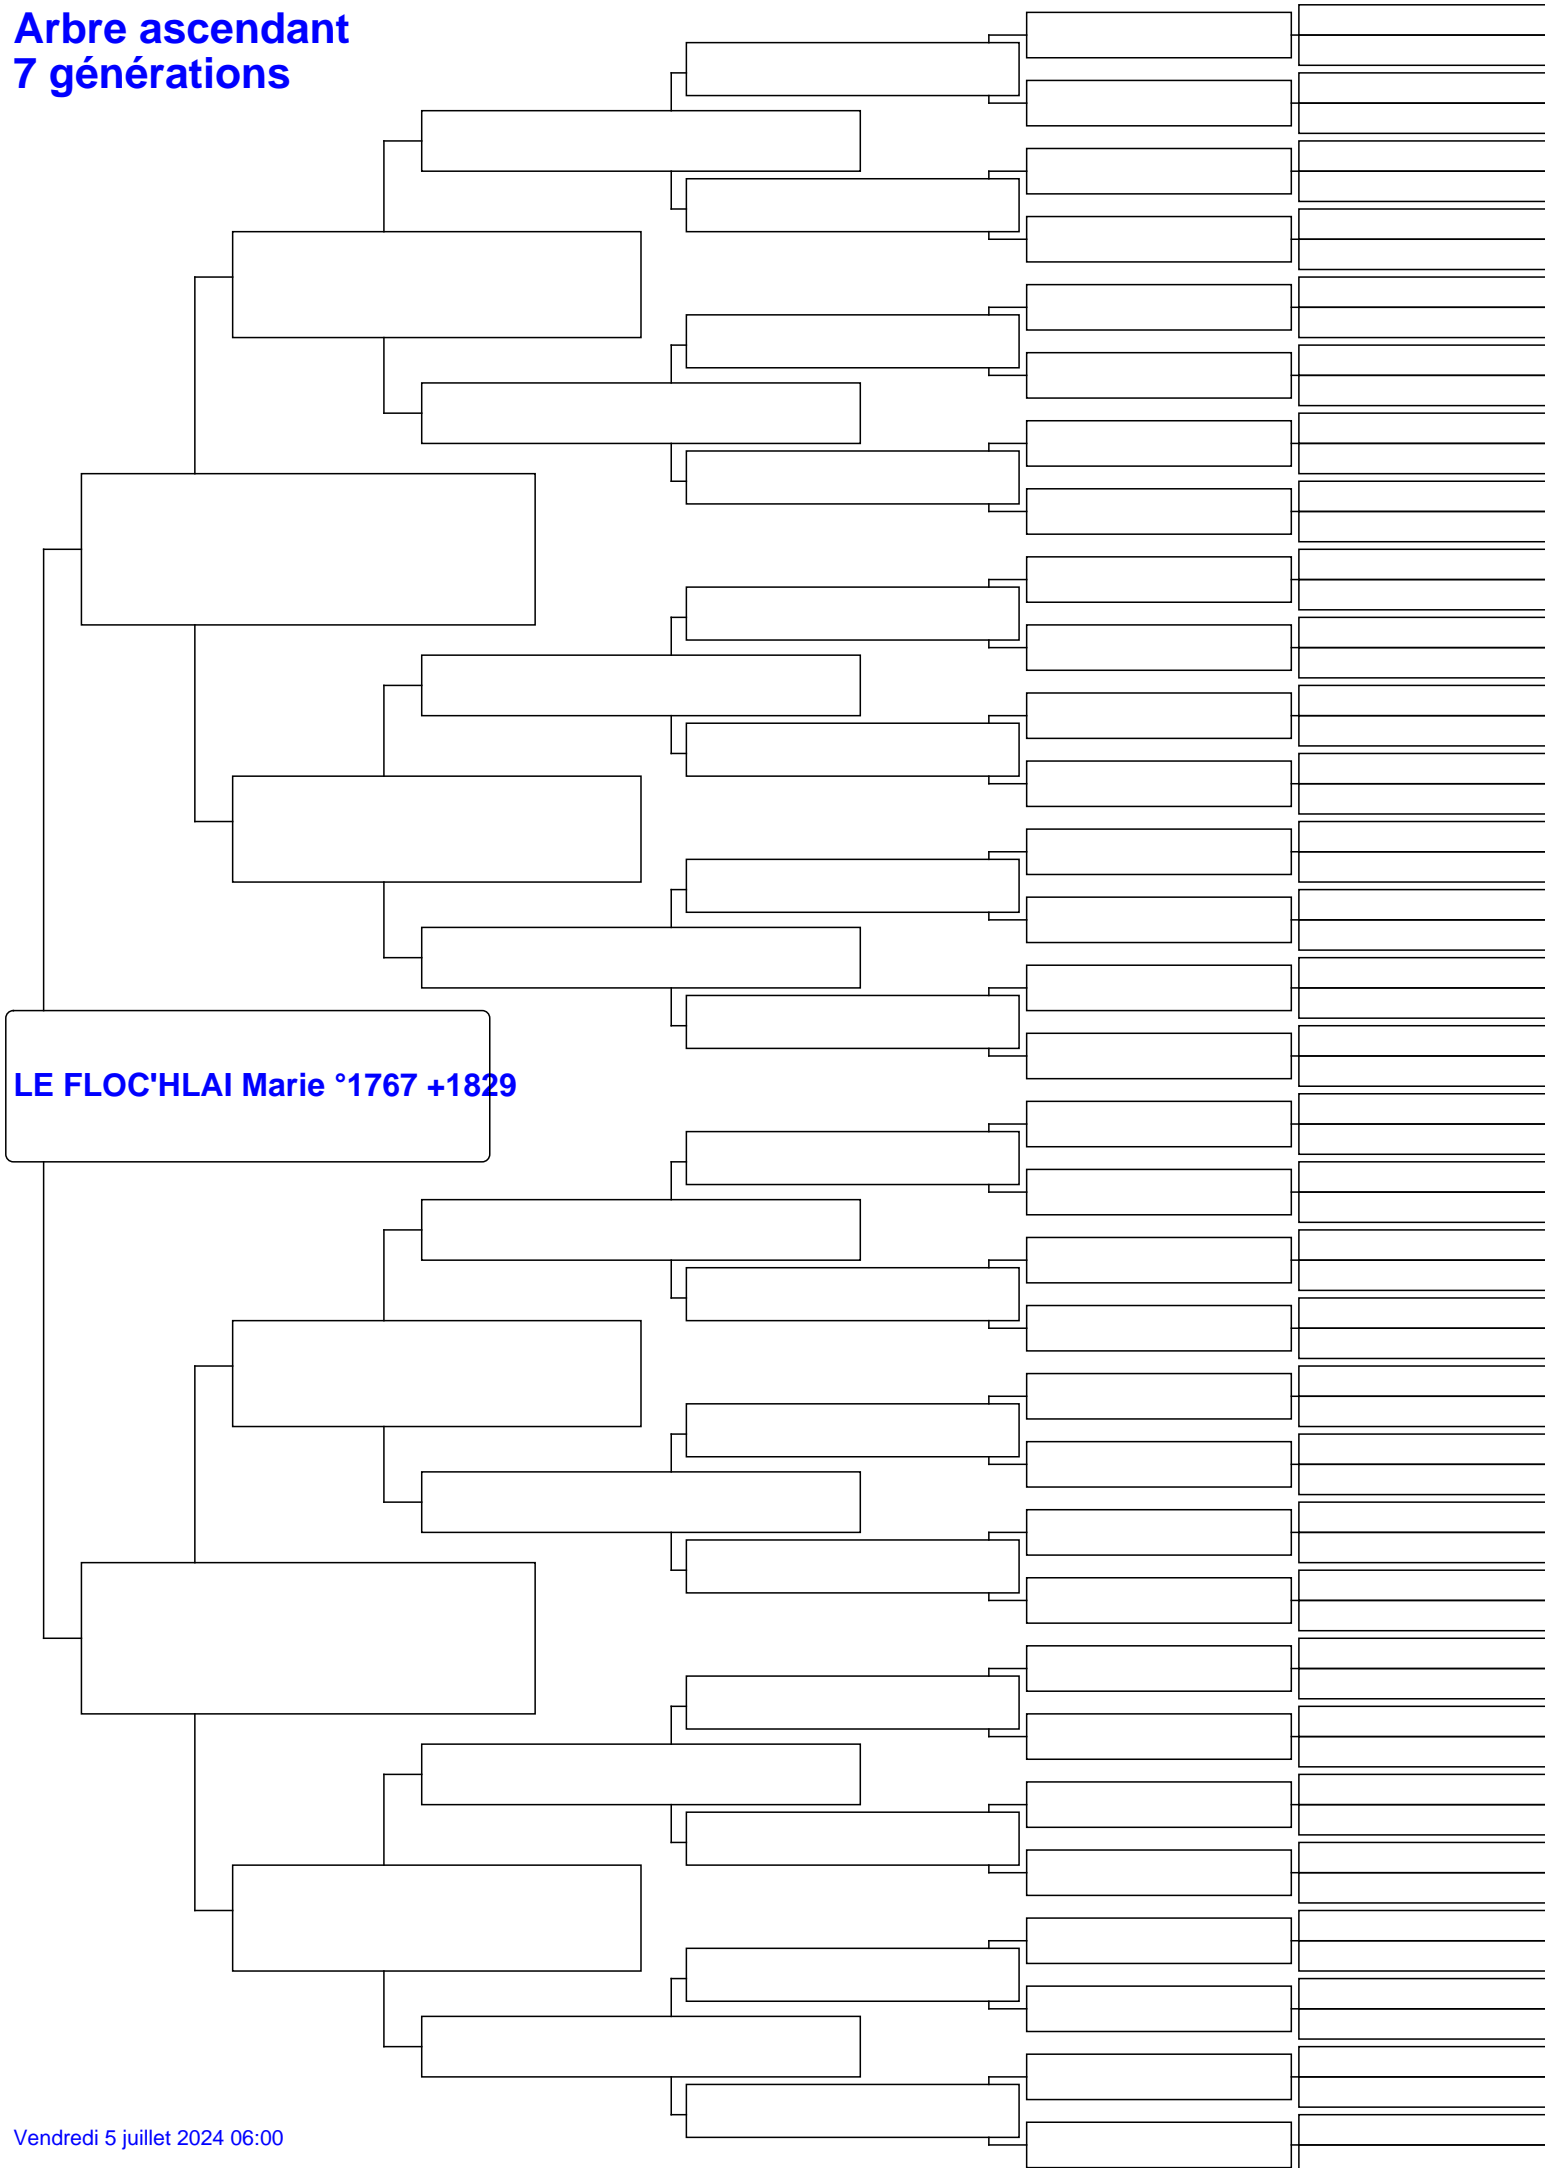 Arbre ascendant
7 générations
LE FLOC'HLAI Marie °1767 +1829
Vendredi 5 juillet 2024 06:00